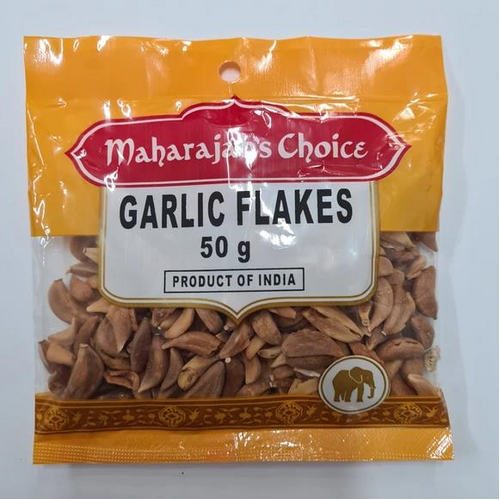 Maharajah's Choice
GARLIC FLAKES
50 g
PRODUCT OF INDIA